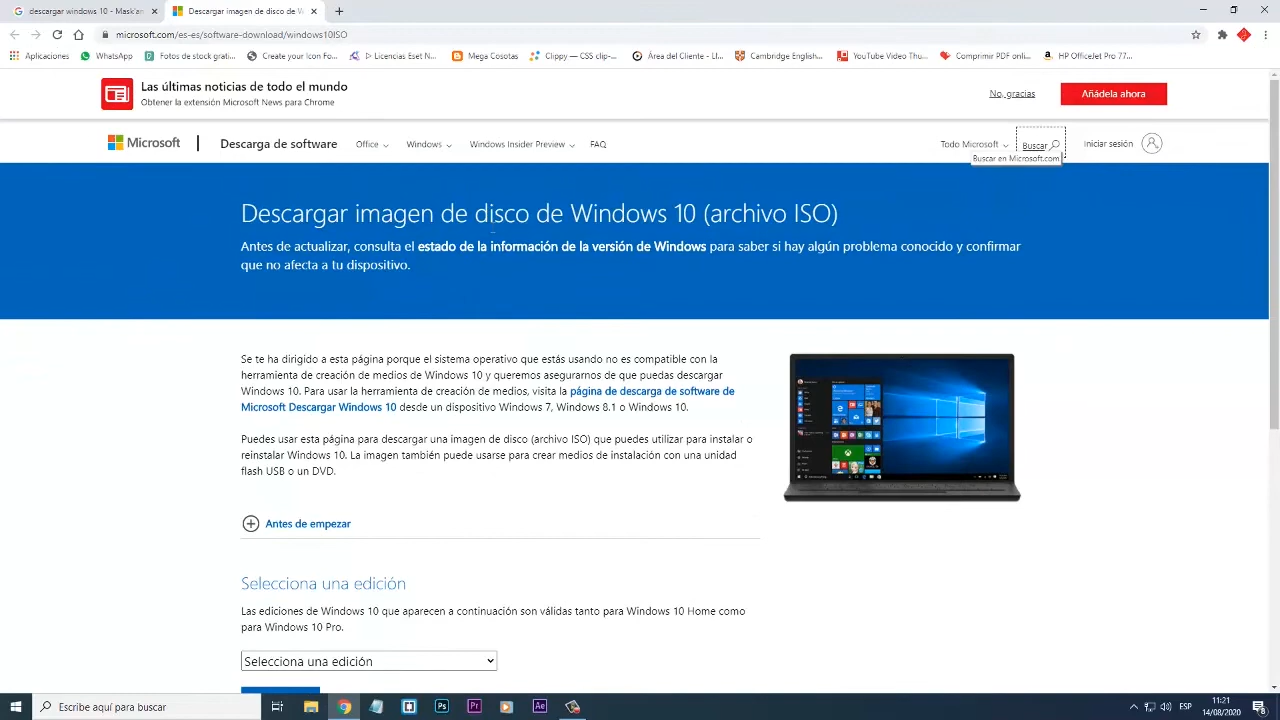 descargar windows 10 - Mask'a
Descargar imagen de disco de W
microsoft.com/es-es/software-download/windows10ISO
Aplicaciones
WhatsApp
Fotos de stock gráti...
Create your Icon Fo...
▷ Licencias Eset N...
Mega Cosotas
Clippy — CSS clip-...
Área del Cliente - LI...
Cambridge English...
YouTube Video Thu...
Comprimir PDF onli...
HP OfficeJet Pro 77...
Las últimas noticias de todo el mundo
Obtener la extensión Microsoft News para Chrome
No, gracias
Añádela ahora
Microsoft
Descarga de software
Office
Windows
Windows Insider Preview
FAQ
Todo Microsoft
Buscar
Iniciar sesión
Buscar en Microsoft.com
Descargar imagen de disco de Windows 10 (archivo ISO)
Antes de actualizar, consulta el estado de la información de la versión de Windows para saber si hay algún problema conocido y confirmar
que no afecta a tu dispositivo.
Se te ha dirigido a esta página porque el sistema operativo que estás usando no es compatible con la
herramienta de creación de medios de Windows 10 y queremos asegurarnos de que puedas descargar
Windows 10. Para usar la herramienta de creación de medios, visita la página de descarga de software de
Microsoft Descargar Windows 10 desde un dispositivo Windows 7, Windows 8.1 o Windows 10.
Puedes usar esta página para descargar una imagen de disco (archivo ISO) que puedes utilizar para instalar o
reinstalar Windows 10. La imagen también puede usarse para crear medios de instalación con una unidad
flash USB o un DVD.
Antes de empezar
Selecciona una edición
Las ediciones de Windows 10 que aparecen a continuación son válidas tanto para Windows 10 Home como
para Windows 10 Pro.
Selecciona una edición
Escribe aquí para buscar
Ps
Pr
Ae
ESP
11:21
14/08/2020